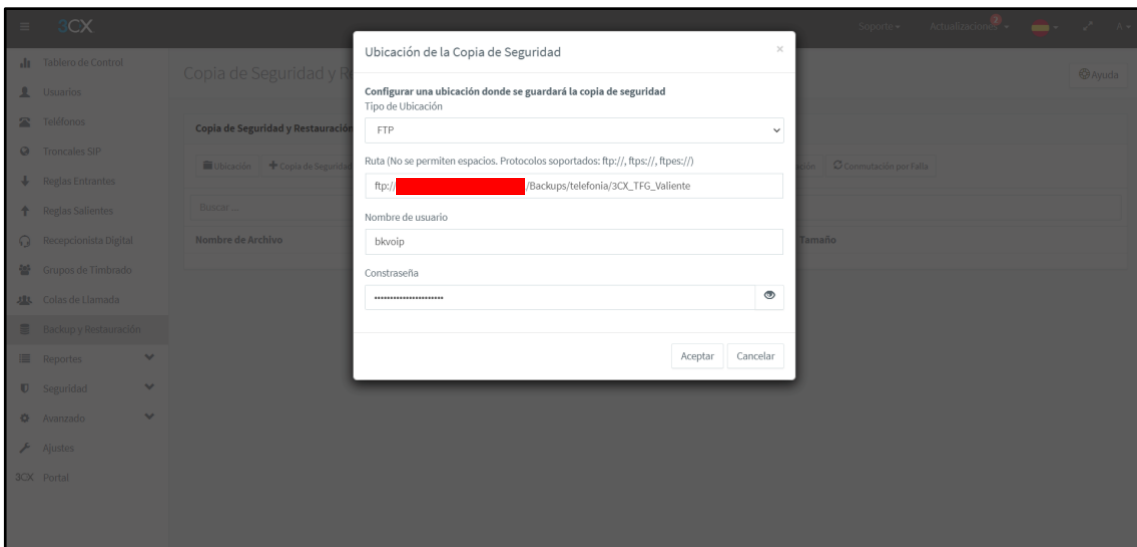 3CX
Soporte
Actualizaciones 2
A
Tablero de Control
Usuarios
Teléfonos
Troncales SIP
Reglas Entrantes
Reglas Salientes
Recepcionista Digital
Grupos de Timbrado
Colas de Llamada
Backup y Restauración
Reportes
Seguridad
Avanzado
Ajustes
3CX Portal
Copia de Seguridad y R
Ayuda
Copia de Seguridad y Restauración
Ubicación
Copia de Seguridad
Conmutación por Falla
Buscar ...
Nombre de Archivo
Tamaño
Ubicación de la Copia de Seguridad
×
Configurar una ubicación donde se guardará la copia de seguridad
Tipo de Ubicación
FTP
Ruta (No se permiten espacios. Protocolos soportados: ftp://, ftps://, ftpes://)
ftp:// /Backups/telefonia/3CX_TFG_Valiente
Nombre de usuario
bkvoip
Constraseña
Aceptar
Cancelar